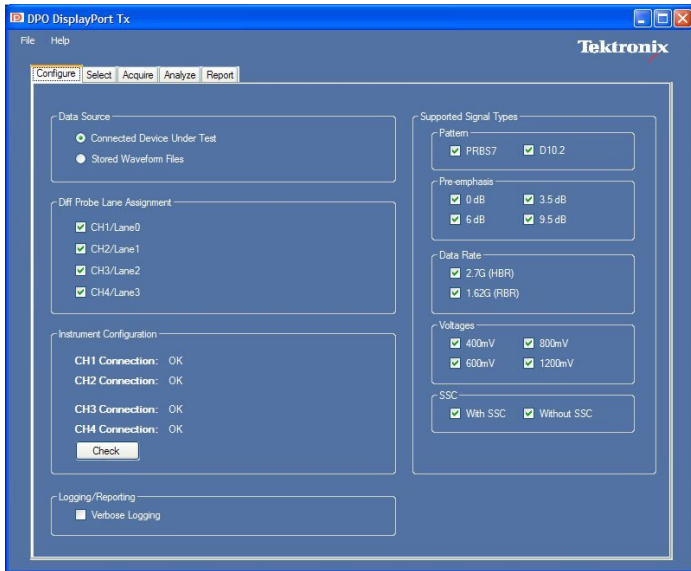 DPO DisplayPort Tx
File Help
Tektronix
Configure Select Acquire Analyze Report
Data Source
Connected Device Under Test
Stored Waveform Files
Diff Probe Lane Assignment
CH1/Lane0
CH2/Lane1
CH3/Lane2
CH4/Lane3
Instrument Configuration
CH1 Connection: OK
CH2 Connection: OK
CH3 Connection: OK
CH4 Connection: OK
Check
Logging/Reporting
Verbose Logging
Supported Signal Types
Pattern
PRBS7 D10.2
Pre-emphasis
0 dB 3.5 dB
6 dB 9.5 dB
Data Rate
2.7G (HBR)
1.62G (RBR)
Voltages
400mV 800mV
600mV 1200mV
SSC
With SSC Without SSC